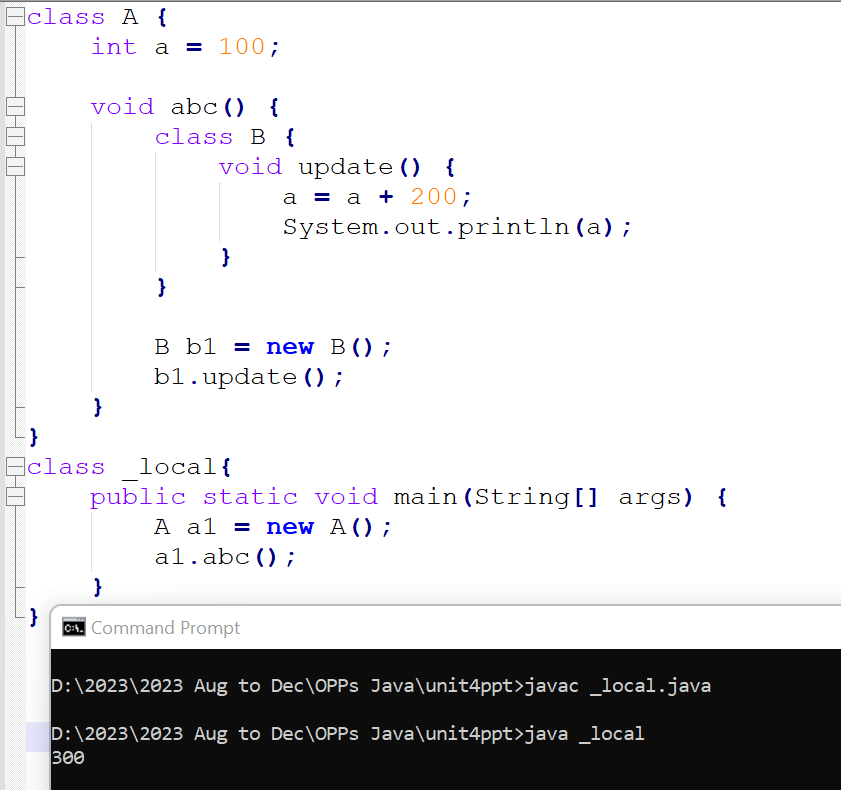 class A {
int a = 100;
void abc() {
class B {
void update() {
a = a + 200;
System.out.println(a);
}
}
B b1 = new B();
b1.update();
}
}
class _local{
public static void main(String[] args) {
A a1 = new A();
a1.abc();
}
}
C:\. Command Prompt
D:\2023\2023 Aug to Dec\OPPs Java\unit4ppt>javac _local.java
D:\2023\2023 Aug to Dec\OPPs Java\unit4ppt>java _local
300